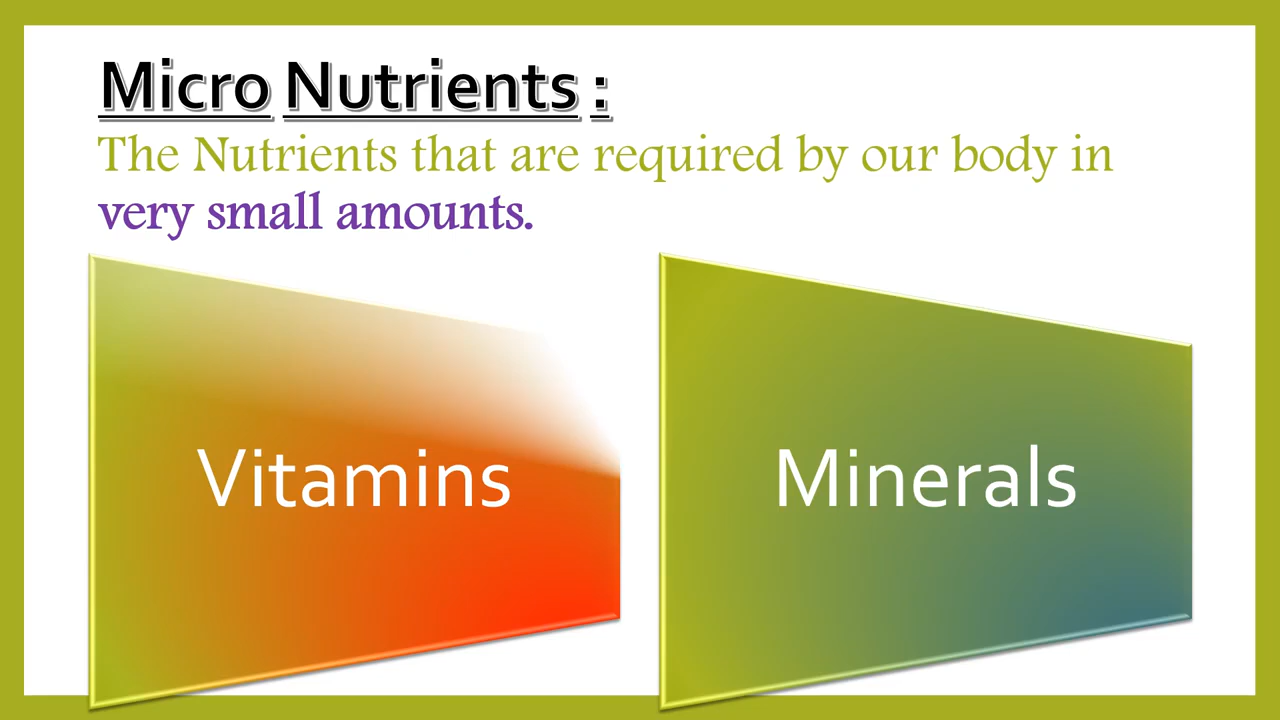 Micro Nutrients :
The Nutrients that are required by our body in
very small amounts.
Vitamins
Minerals